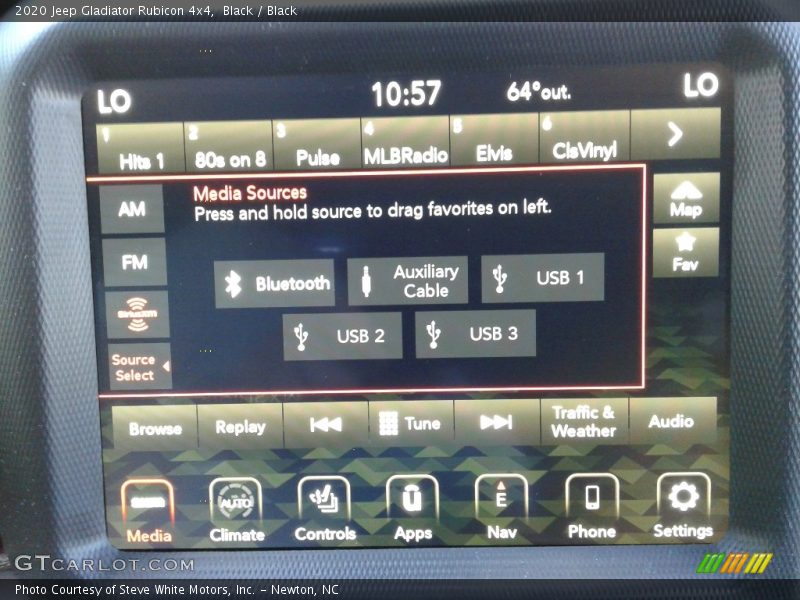 2020 Jeep Gladiator Rubicon 4x4, Black / Black
LO 10:57 64°out. LO
1 Hits 1 2 80s on 8 3 Pulse 4 MLBRadio 5 Elvis 6 ClsVinyl
Media Sources
Press and hold source to drag favorites on left.
AM
Map
FM
Fav
Bluetooth
Auxiliary
Cable
USB 1
SiriusXM
USB 2
USB 3
Source
Select
Browse
Replay
Tune
Traffic &
Weather
Audio
AUTO
E
Media
Climate
Controls
Apps
Nav
Phone
Settings
GTCARLOT.COM
Photo Courtesy of Steve White Motors, Inc. - Newton, NC